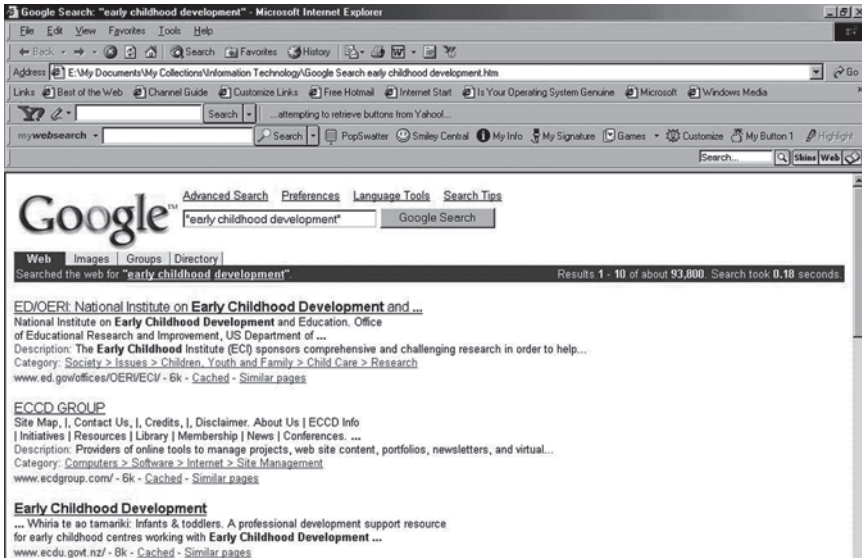 Google Search: "early childhood development" - Microsoft Internet Explorer
File Edit View Favorites Tools Help
Back Search Favorites History
Address E:\My Documents\My Collections\Information Technology\Google Search early childhood development.htm Go
Links Best of the Web Channel Guide Customize Links Free Hotmail Internet Start Is Your Operating System Genuine Microsoft Windows Media
Y? Search ...attempting to retrieve buttons from Yahoo!...
mywebsearch Search PopSwatter Smiley Central My Info My Signature Games Customize My Button 1 Highlight
Search... Skins Web
Advanced Search Preferences Language Tools Search Tips
Google™ "early childhood development" Google Search
Web Images Groups Directory
Searched the web for "early childhood development". Results 1 - 10 of about 93,800. Search took 0.18 seconds.
ED/OERI: National Institute on Early Childhood Development and ...
National Institute on Early Childhood Development and Education. Office
of Educational Research and Improvement, US Department of ...
Description: The Early Childhood Institute (ECI) sponsors comprehensive and challenging research in order to help...
Category: Society > Issues > Children, Youth and Family > Child Care > Research
www.ed.gov/offices/OERI/ECI/ - 6k - Cached - Similar pages
ECCD GROUP
Site Map, |, Contact Us, |, Credits, |, Disclaimer. About Us | ECCD Info
| Initiatives | Resources | Library | Membership | News | Conferences. ...
Description: Providers of online tools to manage projects, web site content, portfolios, newsletters, and virtual...
Category: Computers > Software > Internet > Site Management
www.ecdgroup.com/ - 6k - Cached - Similar pages
Early Childhood Development
... Whiria te ao tamariki: Infants & toddlers. A professional development support resource
for early childhood centres working with Early Childhood Development ...
www.ecdu.govt.nz/ - 8k - Cached - Similar pages